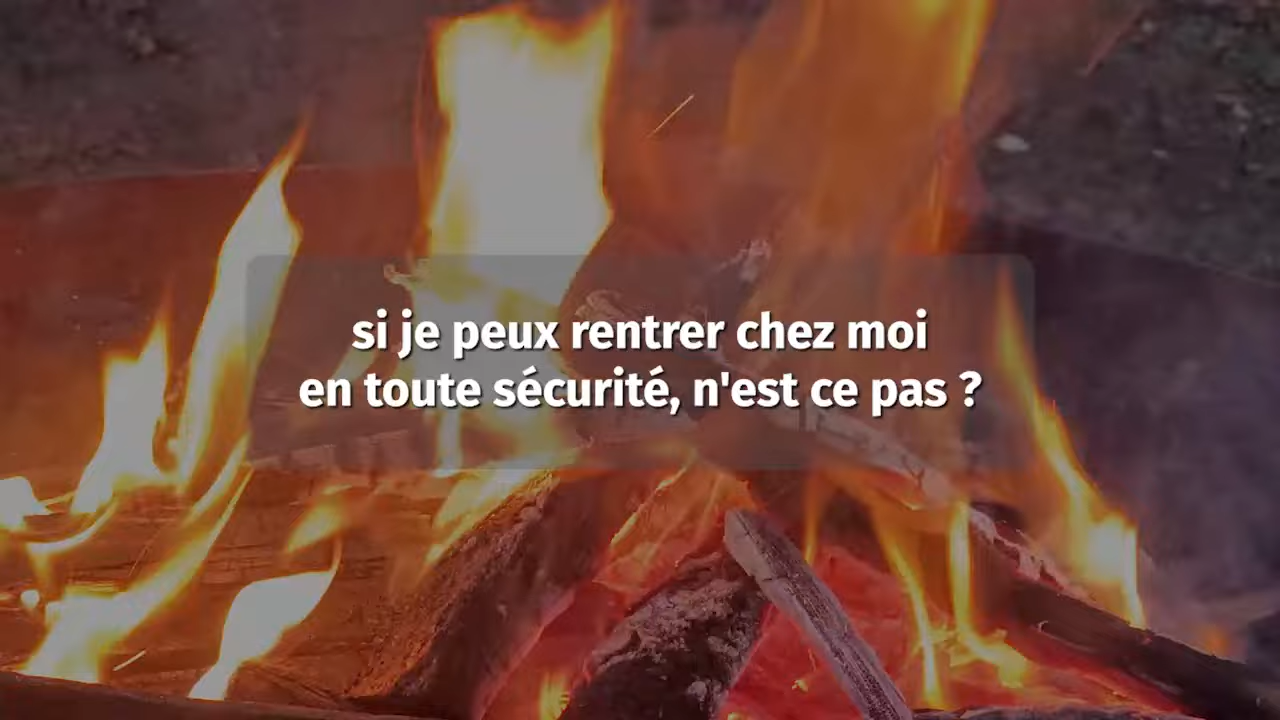 si je peux rentrer chez moi
en toute sécurité, n'est ce pas ?